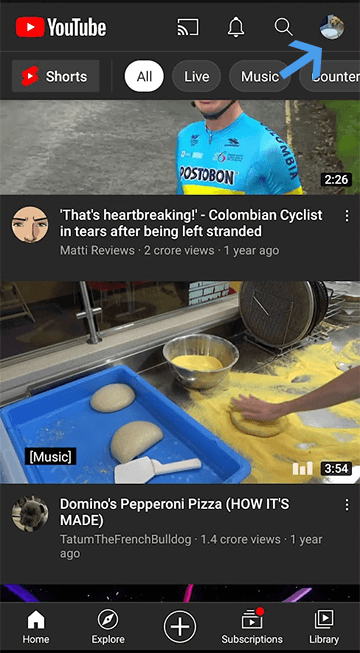 YouTube
Shorts
All
Live
Music
Counter
POSTOBON
COLOMBIA
2:26
'That's heartbreaking!' - Colombian Cyclist
in tears after being left stranded
Matti Reviews · 2 crore views · 1 year ago
[Music]
3:54
Domino's Pepperoni Pizza (HOW IT'S
MADE)
TatumTheFrenchBulldog · 1.4 crore views · 1 year
ago
Home
Explore
Subscriptions
Library